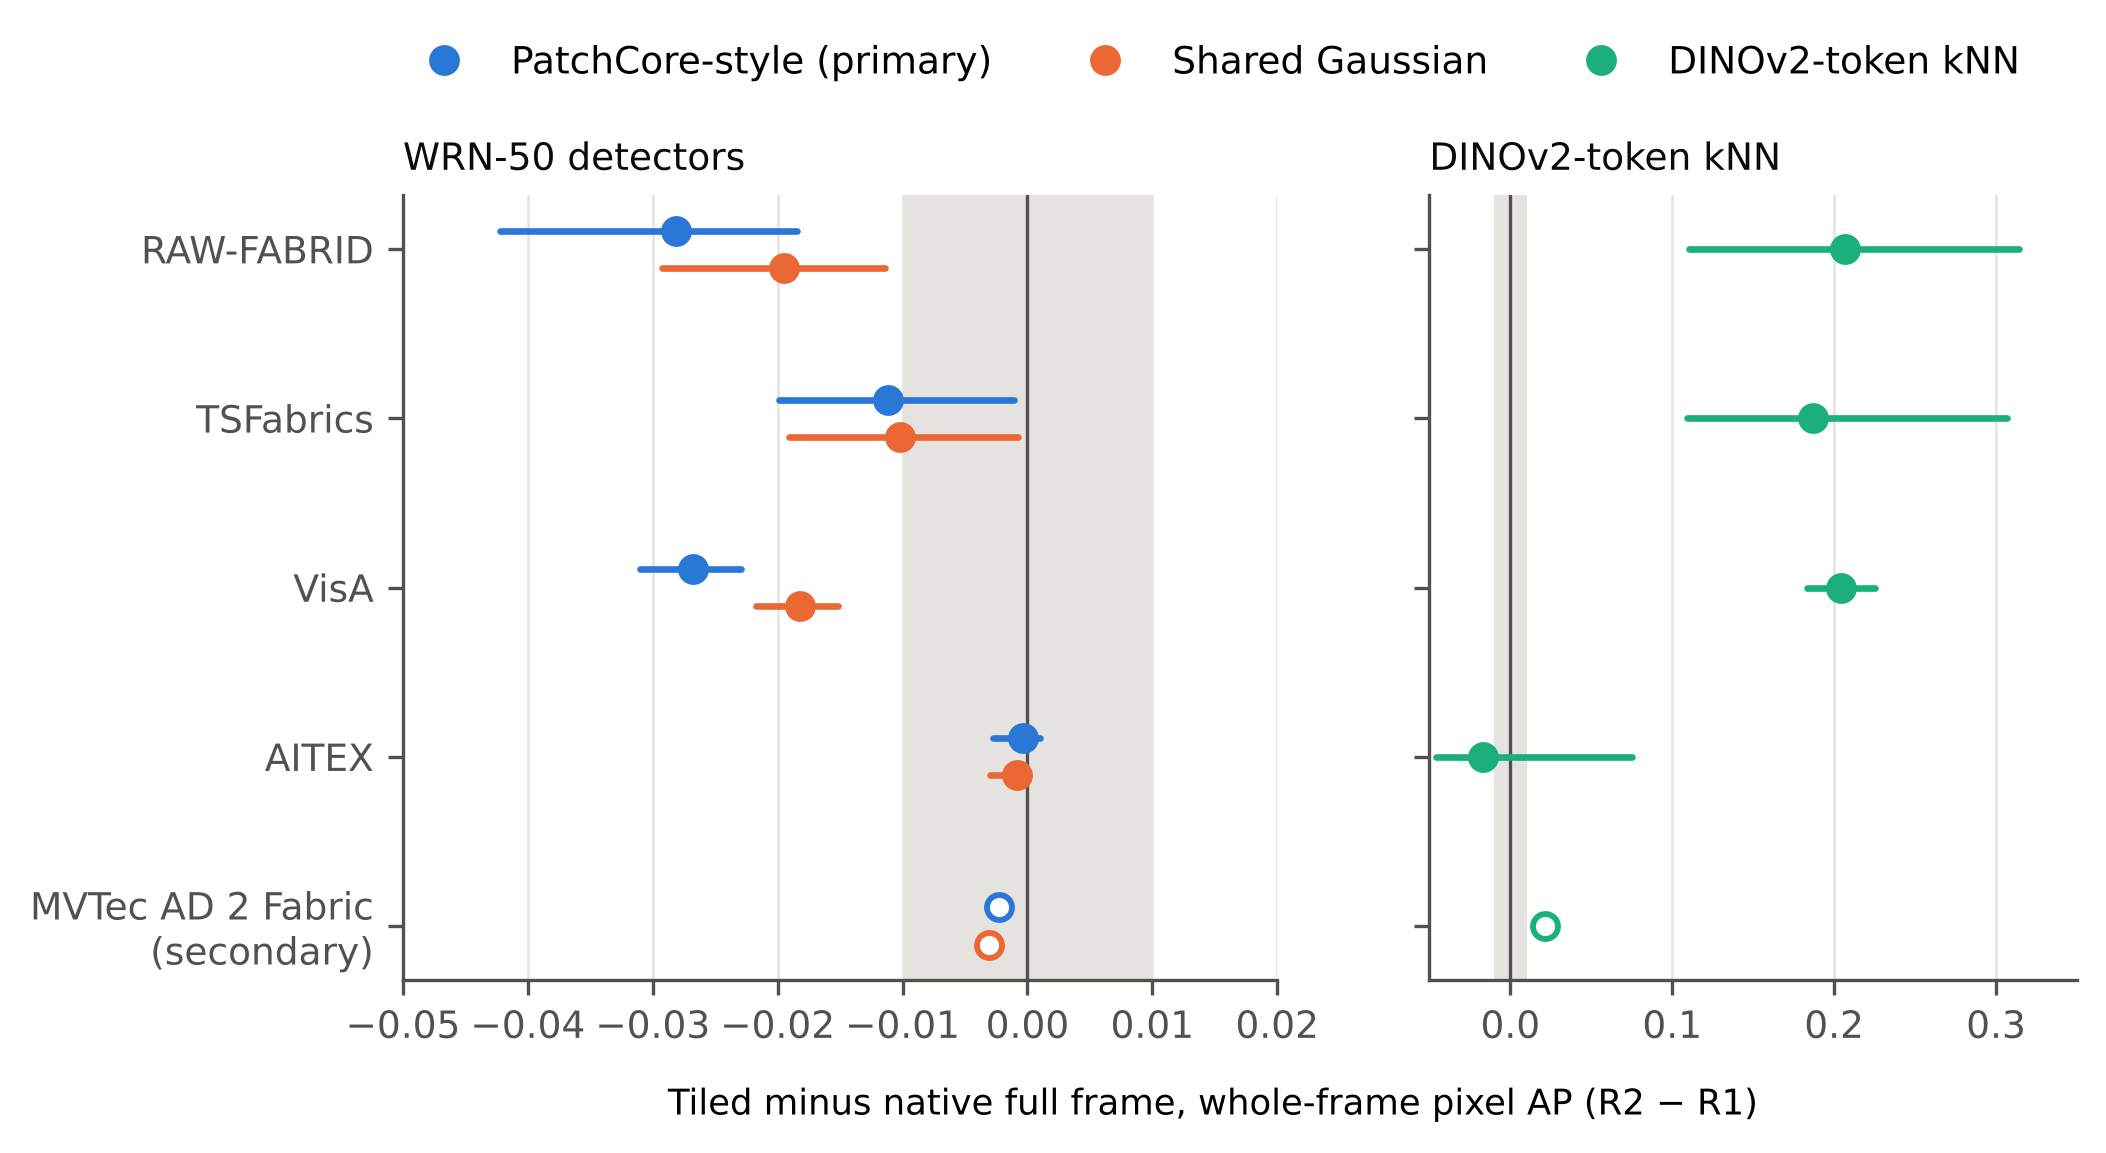 PatchCore-style (primary)
Shared Gaussian
DINOv2-token kNN
WRN-50 detectors
DINOv2-token kNN
RAW-FABRID
TSFabrics
VisA
AITEX
MVTec AD 2 Fabric
(secondary)
−0.05 −0.04 −0.03 −0.02 −0.01 0.00 0.01 0.02
0.0 0.1 0.2 0.3
Tiled minus native full frame, whole-frame pixel AP (R2 − R1)